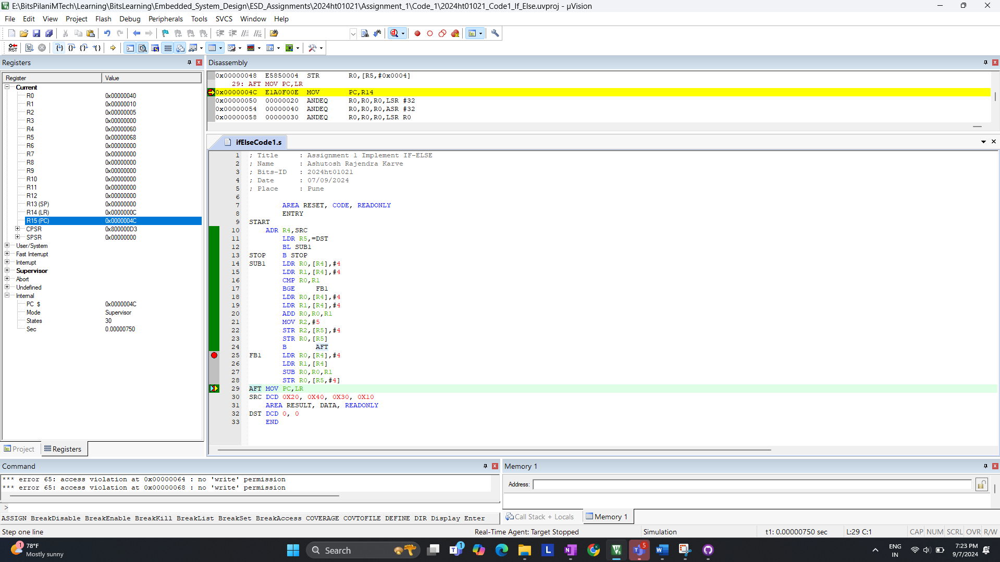 E:\BitsPilaniMTech\Learning\BitsLearning\Embedded_System_Design\ESD_Assignments\2024ht01021\Assignment_1\Code_1\2024ht01021_Code1_If_Else.uvproj - µVision
File Edit View Project Flash Debug Peripherals Tools SVCS Window Help
Registers
Register Value
Current
R0 0x00000040
R1 0x00000010
R2 0x00000005
R3 0x00000000
R4 0x00000060
R5 0x00000068
R6 0x00000000
R7 0x00000000
R8 0x00000000
R9 0x00000000
R10 0x00000000
R11 0x00000000
R12 0x00000000
R13 (SP) 0x00000000
R14 (LR) 0x0000000C
R15 (PC) 0x0000004C
CPSR 0x800000D3
SPSR 0x00000000
User/System
Fast Interrupt
Interrupt
Supervisor
Abort
Undefined
Internal
PC $ 0x0000004C
Mode Supervisor
States 30
Sec 0.00000750
Project Registers
Disassembly
0x00000048 E5850004 STR R0,[R5,#0x0004]
29: AFT MOV PC,LR
0x0000004C E1A0F00E MOV PC,R14
0x00000050 00000020 ANDEQ R0,R0,R0,LSR #32
0x00000054 00000040 ANDEQ R0,R0,R0,ASR #32
0x00000058 00000030 ANDEQ R0,R0,R0,LSR R0
ifElseCode1.s
1 ; Title : Assignment 1 Implement IF-ELSE
2 ; Name : Ashutosh Rajendra Karve
3 ; Bits-ID : 2024ht01021
4 ; Date : 07/09/2024
5 ; Place : Pune
6
7 AREA RESET, CODE, READONLY
8 ENTRY
9 START
10 ADR R4,SRC
11 LDR R5,=DST
12 BL SUB1
13 STOP B STOP
14 SUB1 LDR R0,[R4],#4
15 LDR R1,[R4],#4
16 CMP R0,R1
17 BGE FB1
18 LDR R0,[R4],#4
19 LDR R1,[R4],#4
20 ADD R0,R0,R1
21 MOV R2,#5
22 STR R2,[R5],#4
23 STR R0,[R5]
24 B AFT
25 FB1 LDR R0,[R4],#4
26 LDR R1,[R4]
27 SUB R0,R0,R1
28 STR R0,[R5,#4]
29 AFT MOV PC,LR
30 SRC DCD 0X20, 0X40, 0X30, 0X10
31 AREA RESULT, DATA, READONLY
32 DST DCD 0, 0
33 END
Command
*** error 65: access violation at 0x00000064 : no 'write' permission
*** error 65: access violation at 0x00000068 : no 'write' permission
>
ASSIGN BreakDisable BreakEnable BreakKill BreakList BreakSet BreakAccess COVERAGE COVTOFILE DEFINE DIR Display Enter
Memory 1
Address:
Call Stack + Locals Memory 1
Step one line Real-Time Agent: Target Stopped Simulation t1: 0.00000750 sec L:29 C:1 CAP NUM SCRL OVR R/W
1 78°F
Mostly sunny
Search
1
5
ENG
IN
7:23 PM
9/7/2024